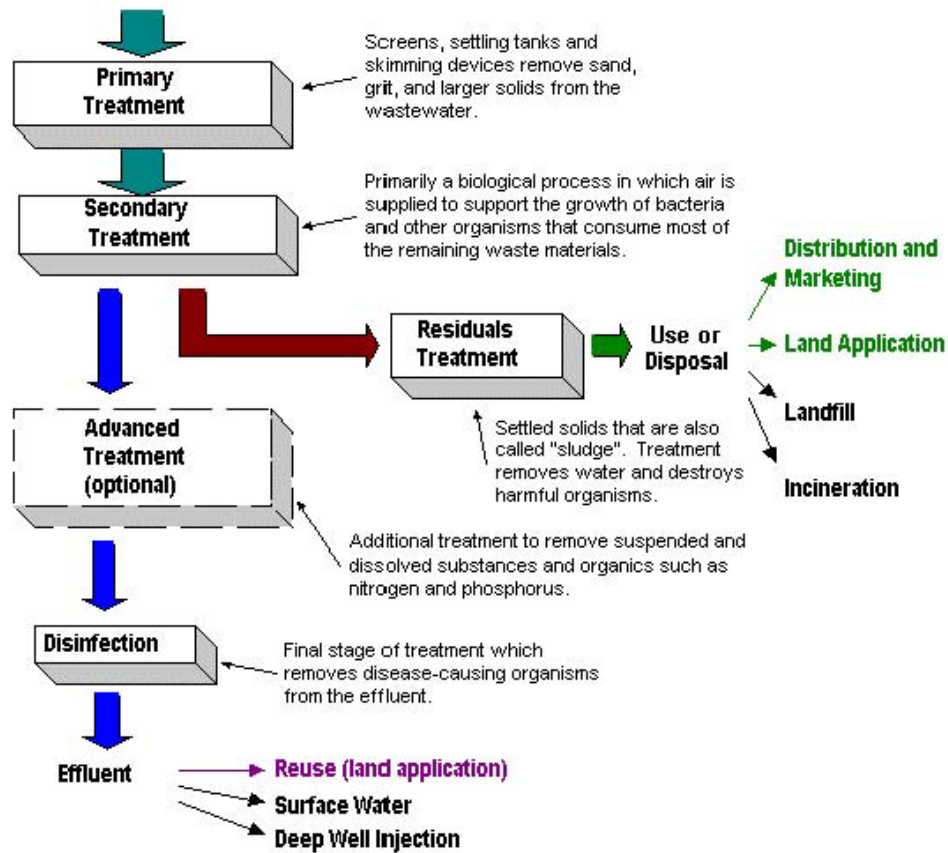 Screens, settling tanks and
skimming devices remove sand,
grit, and larger solids from the
wastewater.
Primary
Treatment
Primarily a biological process in which air is
supplied to support the growth of bacteria
and other organisms that consume most of
the remaining waste materials.
Secondary
Treatment
Distribution and
Marketing
Residuals
Treatment
Use or
Disposal
Land Application
Landfill
Incineration
Settled solids that are also
called "sludge". Treatment
removes water and destroys
harmful organisms.
Advanced
Treatment
(optional)
Additional treatment to remove suspended and
dissolved substances and organics such as
nitrogen and phosphorus.
Disinfection
Final stage of treatment which
removes disease-causing organisms
from the effluent.
Effluent
Reuse (land application)
Surface Water
Deep Well Injection